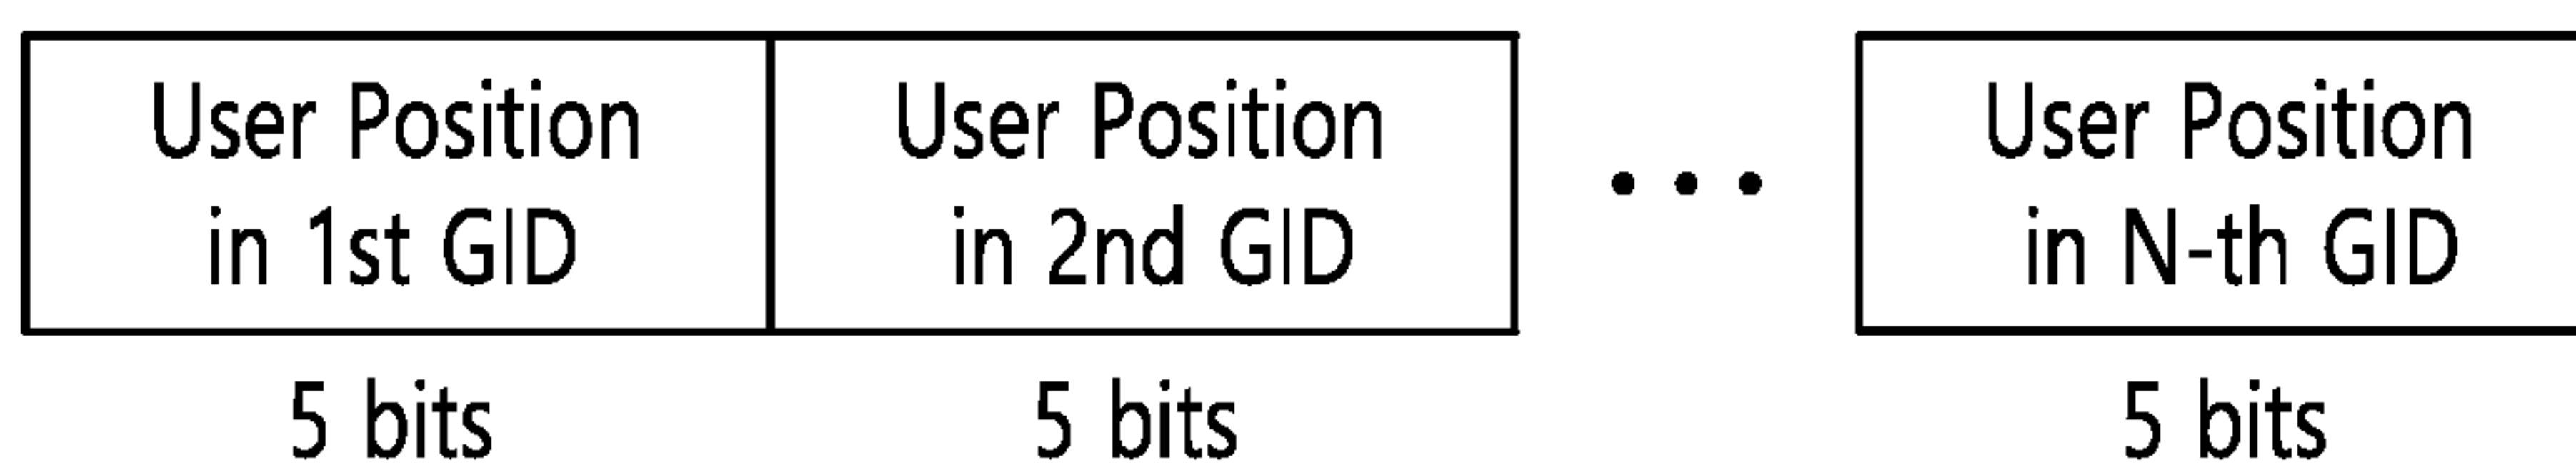 User Position
in 1st GID
User Position
in 2nd GID
• • •
User Position
in N-th GID
5 bits
5 bits
5 bits